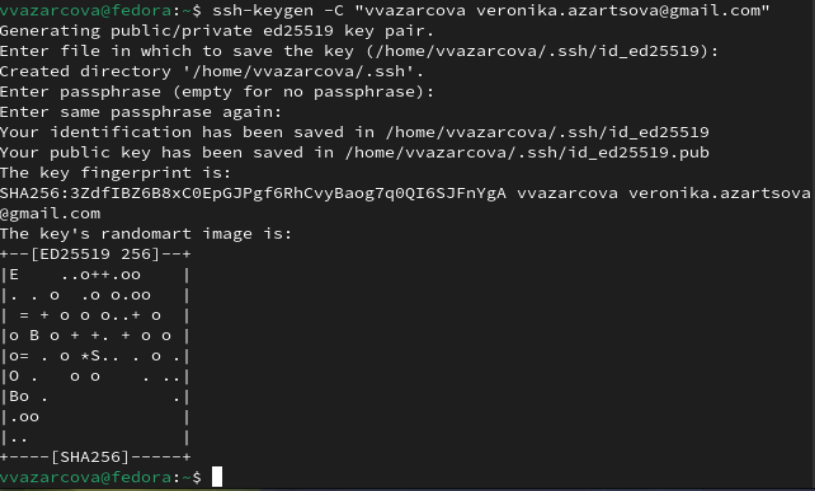 vvazarcova@fedora:~$ ssh-keygen -C "vvazarcova veronika.azartsova@gmail.com"
Generating public/private ed25519 key pair.
Enter file in which to save the key (/home/vvazarcova/.ssh/id_ed25519):
Created directory '/home/vvazarcova/.ssh'.
Enter passphrase (empty for no passphrase):
Enter same passphrase again:
Your identification has been saved in /home/vvazarcova/.ssh/id_ed25519
Your public key has been saved in /home/vvazarcova/.ssh/id_ed25519.pub
The key fingerprint is:
SHA256:3ZdfIBZ6B8xC0EpGJPgf6RhCvyBaog7q0QI6SJFnYgA vvazarcova veronika.azartsova
@gmail.com
The key's randomart image is:
+--[ED25519 256]--+
|E    ..o++.oo    |
|. . o  .o o.oo   |
| = + o o o..+ o  |
|o B o + +. + o o |
|o= . o *S.. . o .|
|O .   o o    . ..|
|Bo .            .|
|.oo              |
|..               |
+----[SHA256]-----+
vvazarcova@fedora:~$